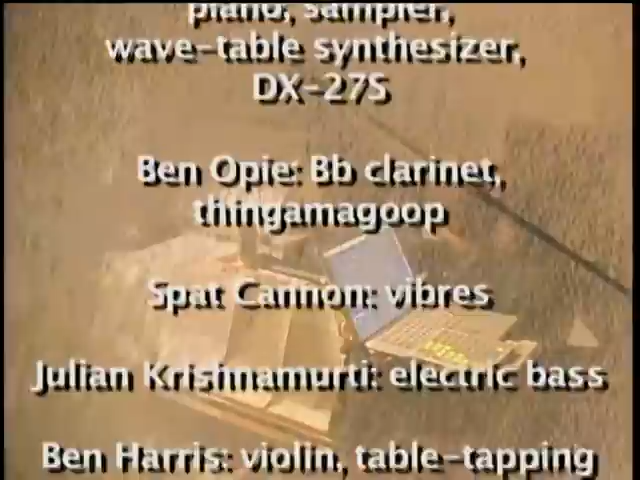 piano, sampler,
wave-table synthesizer,
DX-27S
Ben Opie: Bb clarinet,
thingamagoop
Spat Cannon: vibres
Julian Krishnamurti: electric bass
Ben Harris: violin, table-tapping